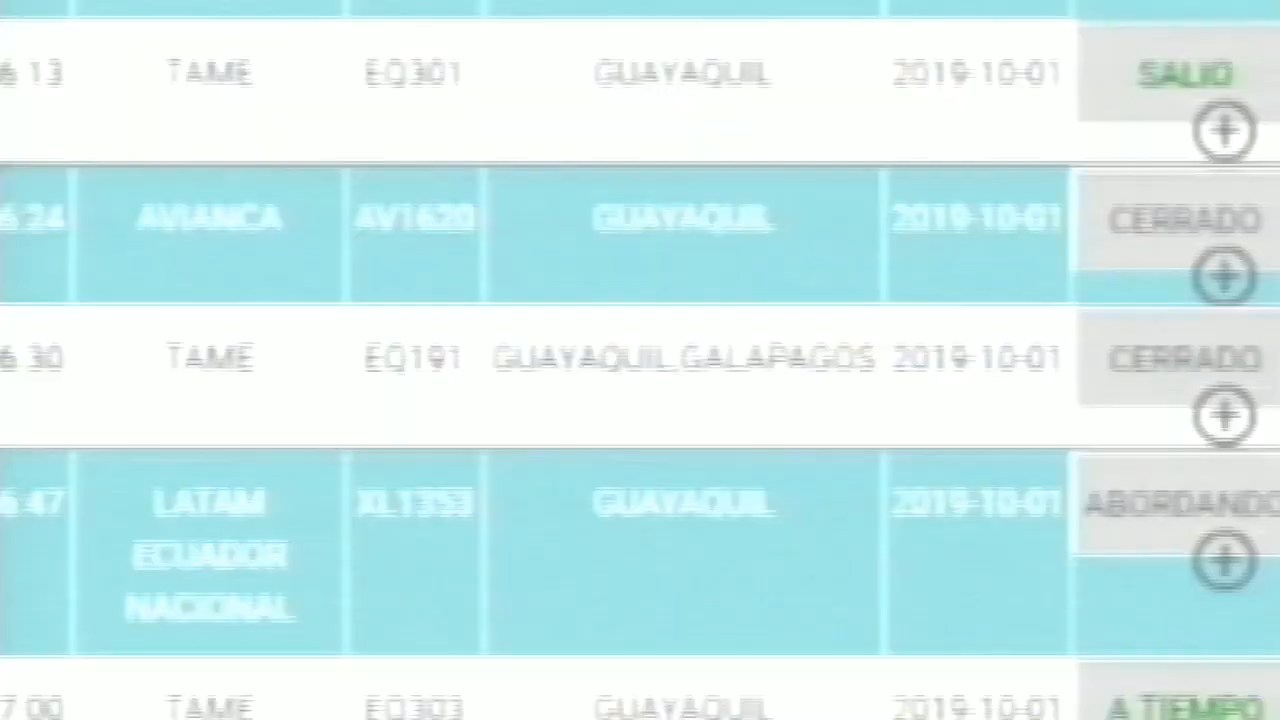 6 13 TAME EQ301 GUAYAQUIL 2019-10-01 SALIO
6:24 AVIANCA AV1620 GUAYAQUIL 2019-10-01 CERRADO
6 30 TAME EQ191 GUAYAQUIL,GALAPAGOS 2019-10-01 CERRADO
6 47 LATAM XL1353 GUAYAQUIL 2019-10-01 ABORDANDO
ECUADOR
NACIONAL
7 00 TAME EQ303 GUAYAQUIL 2019-10-01 A TIEMPO